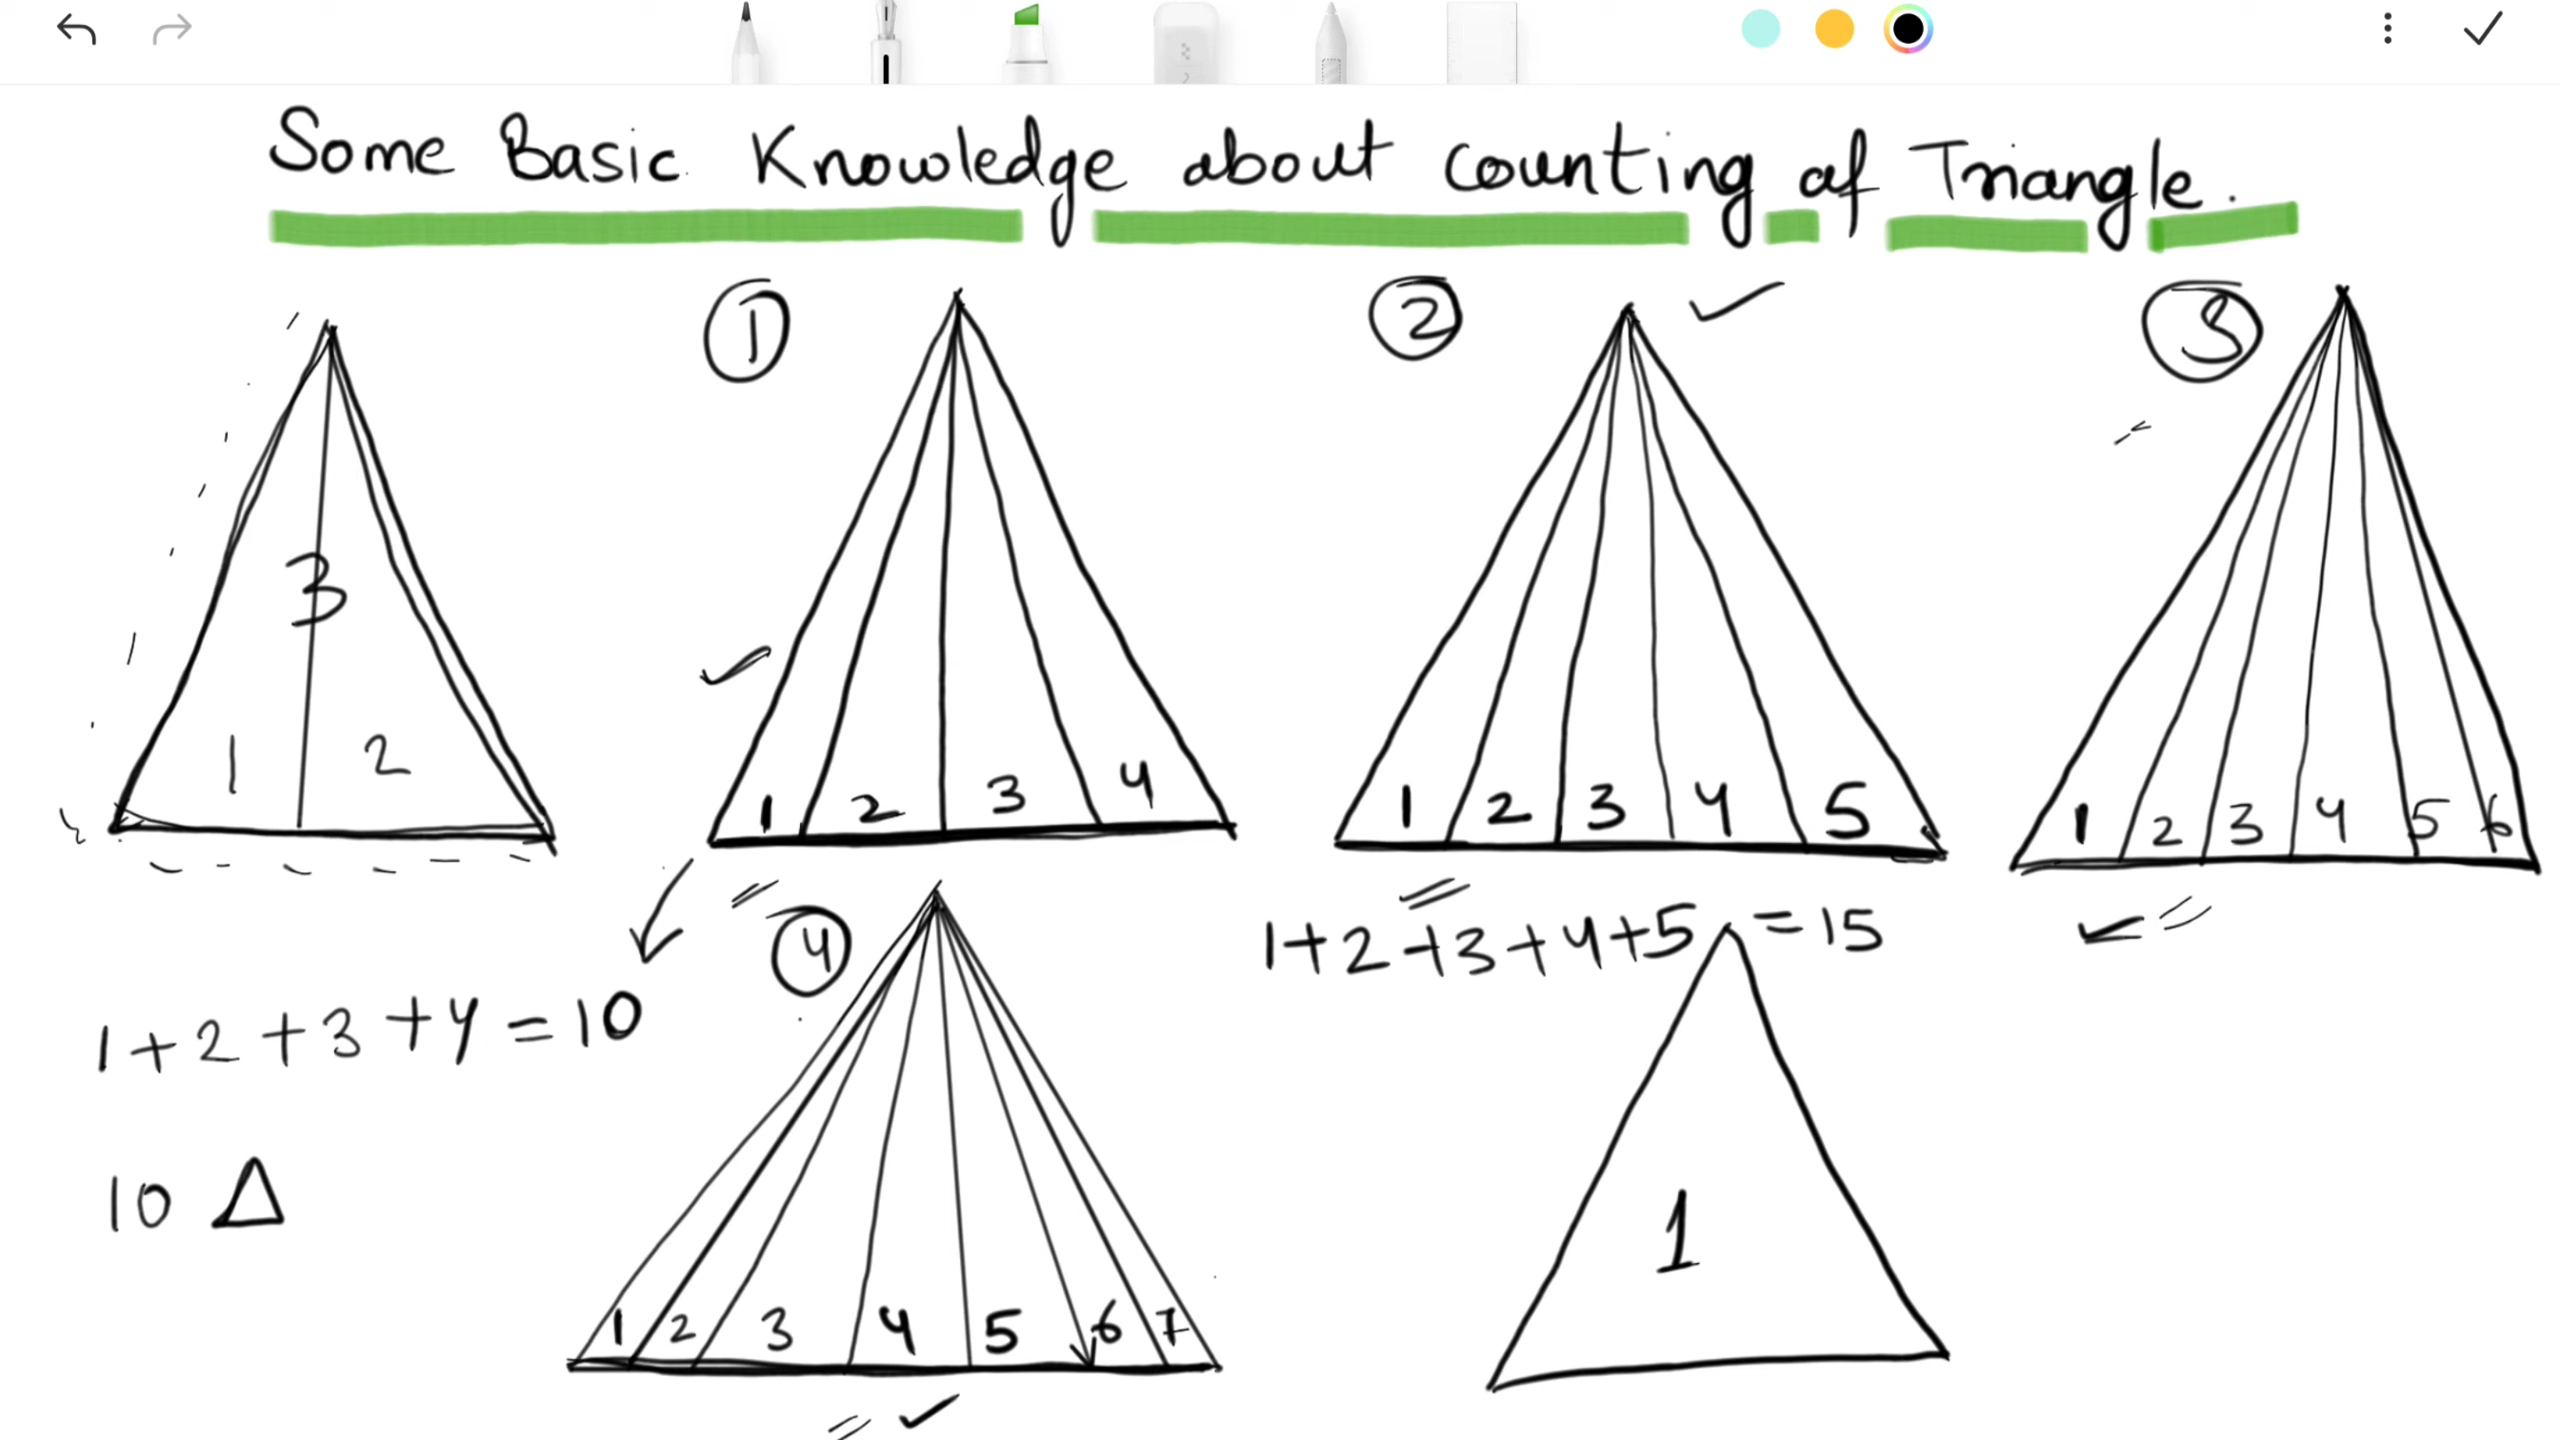 Some Basic Knowledge about counting of Triangle.
① ② ③
3
1 2
1 2 3 4
1 2 3 4 5
1 2 3 4 5 6
1+2+3+4+5 = 15
④
1+2+3+4=10
10 Δ
1
1 2 3 4 5 6 7